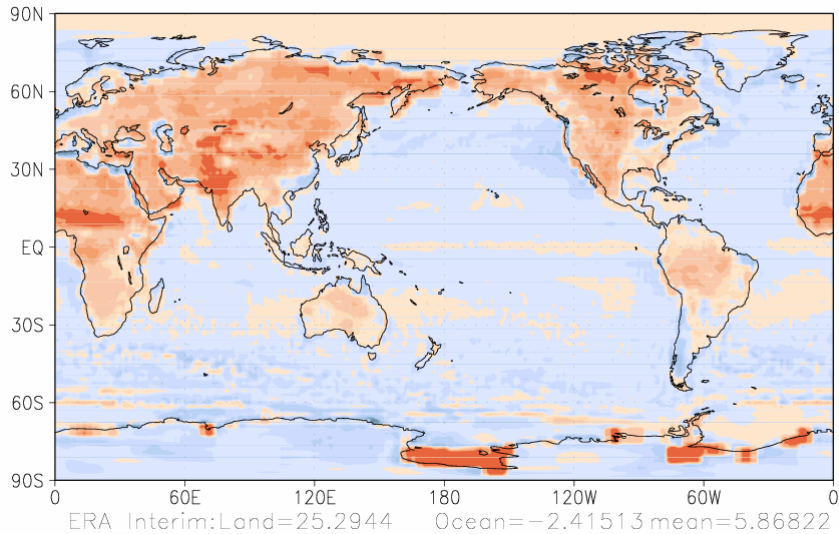 90N
60N
30N
EQ
30S
60S
90S
0 60E 120E 180 120W 60W 0
ERA Interim:Land=25.2944 Ocean=−2.41513 mean=5.86822